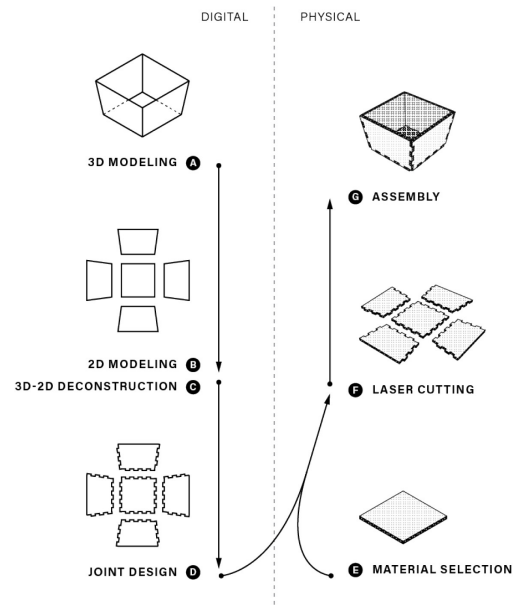 DIGITAL
PHYSICAL
3D MODELING A
2D MODELING B
3D-2D DECONSTRUCTION C
JOINT DESIGN D
G ASSEMBLY
F LASER CUTTING
E MATERIAL SELECTION